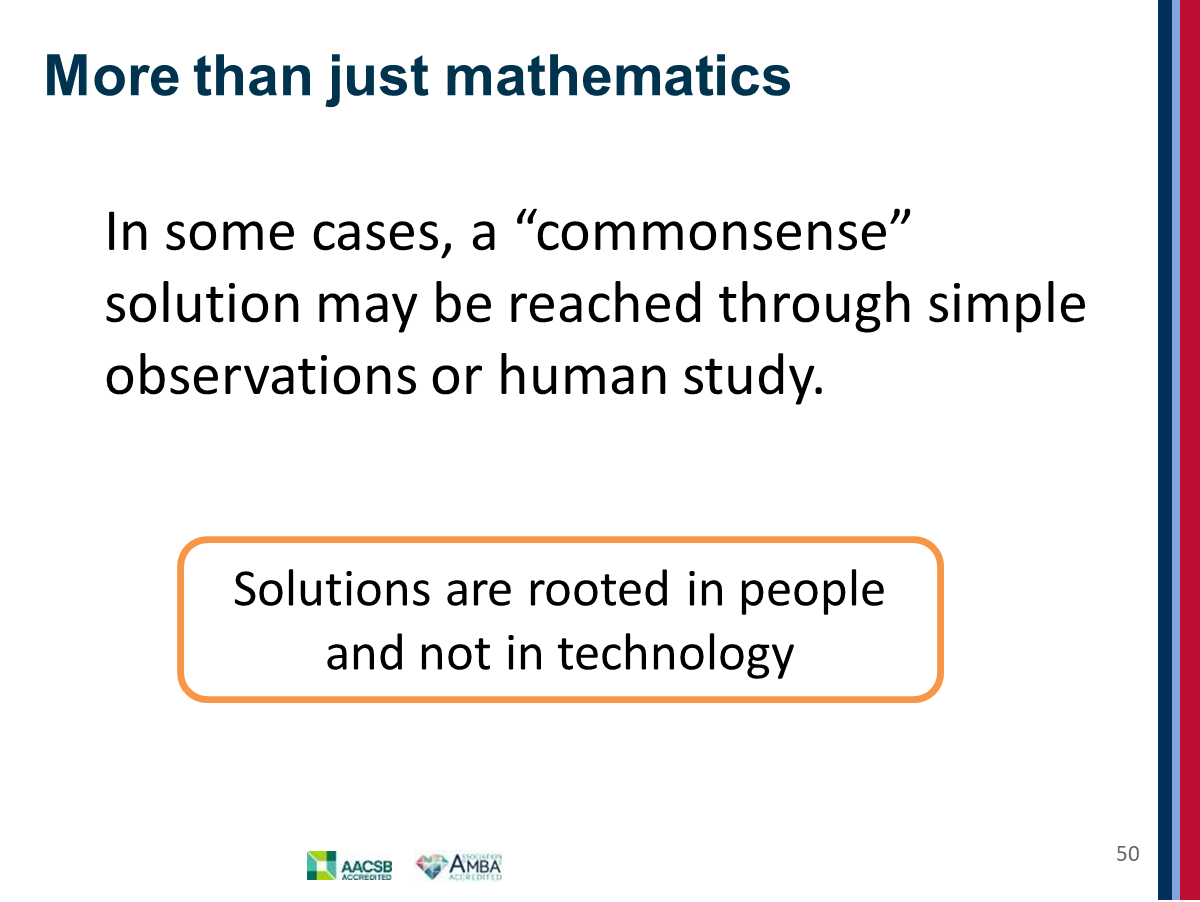 More than just mathematics
In some cases, a “commonsense”
solution may be reached through simple
observations or human study.
Solutions are rooted in people
and not in technology
AACSB
ACCREDITED
ASSOCIATION
AMBA
ACCREDITED
50